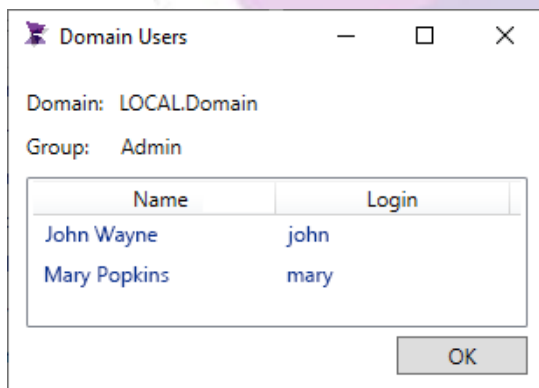 Domain Users
Domain: LOCAL.Domain
Group: Admin
Name Login
John Wayne john
Mary Popkins mary
OK